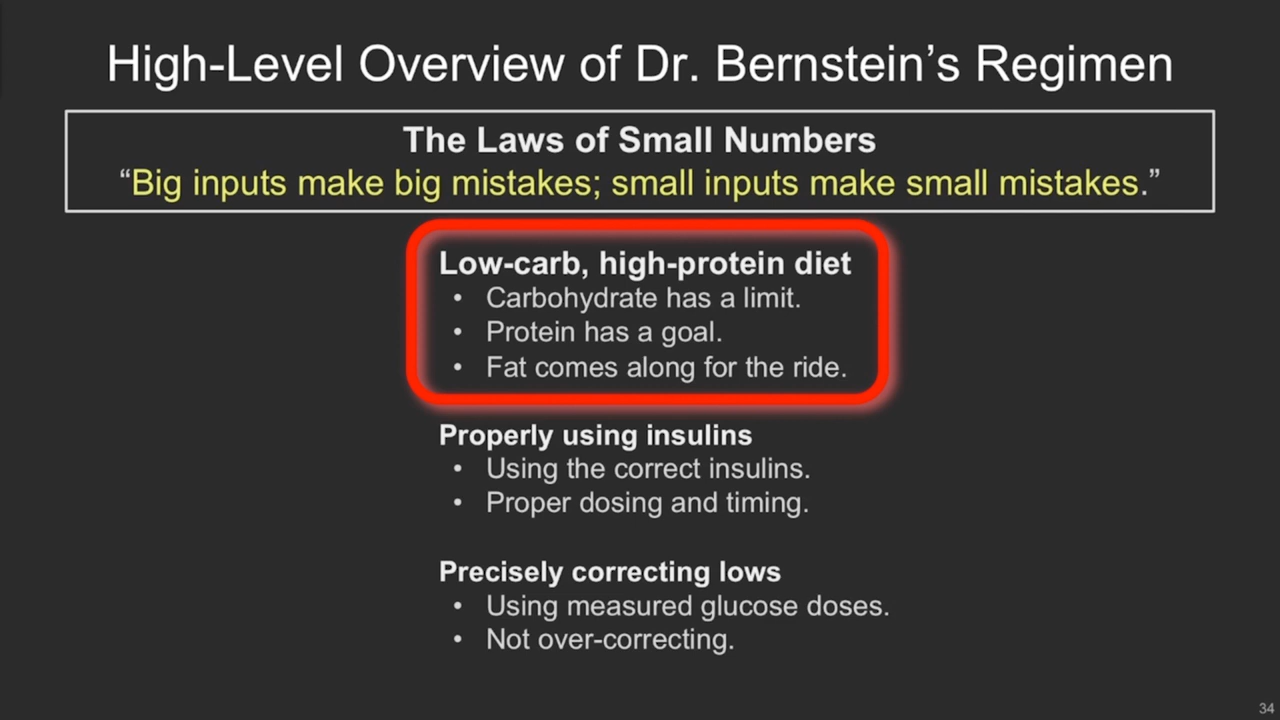 High-Level Overview of Dr. Bernstein’s Regimen
The Laws of Small Numbers
“Big inputs make big mistakes; small inputs make small mistakes.”
Low-carb, high-protein diet
• Carbohydrate has a limit.
• Protein has a goal.
• Fat comes along for the ride.
Properly using insulins
• Using the correct insulins.
• Proper dosing and timing.
Precisely correcting lows
• Using measured glucose doses.
• Not over-correcting.
34